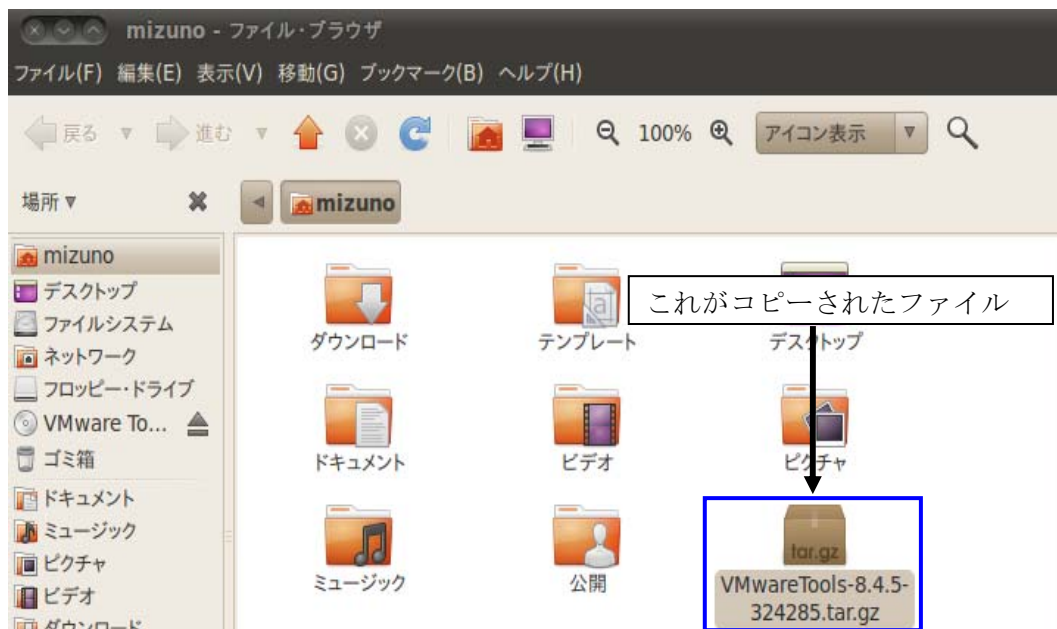 mizuno - ファイル・ブラウザ
ファイル(F) 編集(E) 表示(V) 移動(G) ブックマーク(B) ヘルプ(H)
戻る 進む 100% アイコン表示
場所 mizuno
mizuno
デスクトップ
ファイルシステム
ネットワーク
フロッピー・ドライブ
VMware To...
ゴミ箱
ドキュメント
ミュージック
ピクチャ
ビデオ
ダウンロード
これがコピーされたファイル
a
ダウンロード テンプレート デスクトップ
ドキュメント ビデオ ピクチャ
tar.gz
ミュージック 公開 VMwareTools-8.4.5-
324285.tar.gz